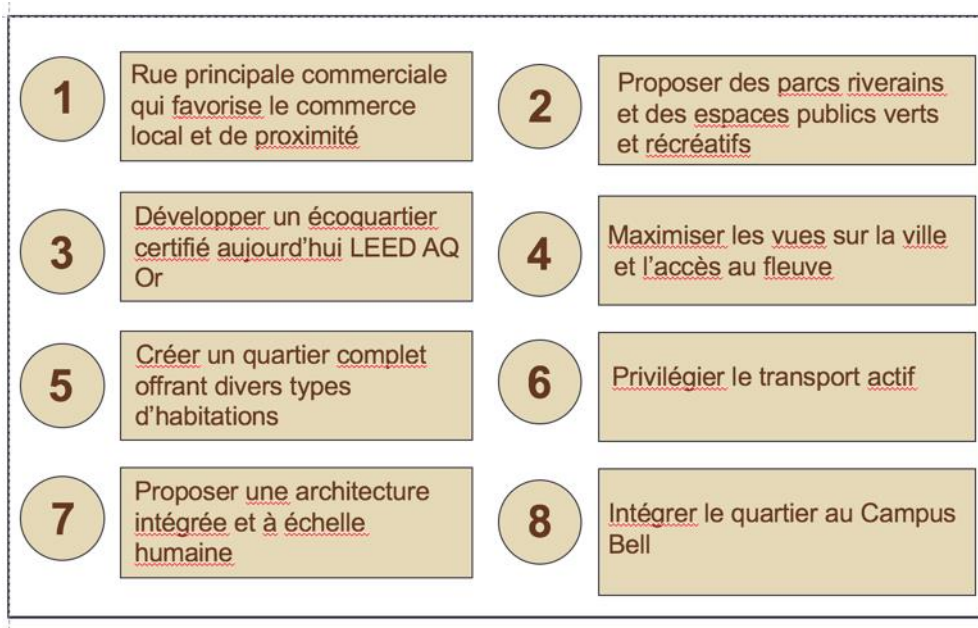 1
Rue principale commerciale
qui favorise le commerce
local et de proximité
2
Proposer des parcs riverains
et des espaces publics verts
et récréatifs
3
Développer un écoquartier
certifié aujourd’hui LEED AQ
Or
4
Maximiser les vues sur la ville
et l’accès au fleuve
5
Créer un quartier complet
offrant divers types
d’habitations
6
Privilégier le transport actif
7
Proposer une architecture
intégrée et à échelle
humaine
8
Intégrer le quartier au Campus
Bell